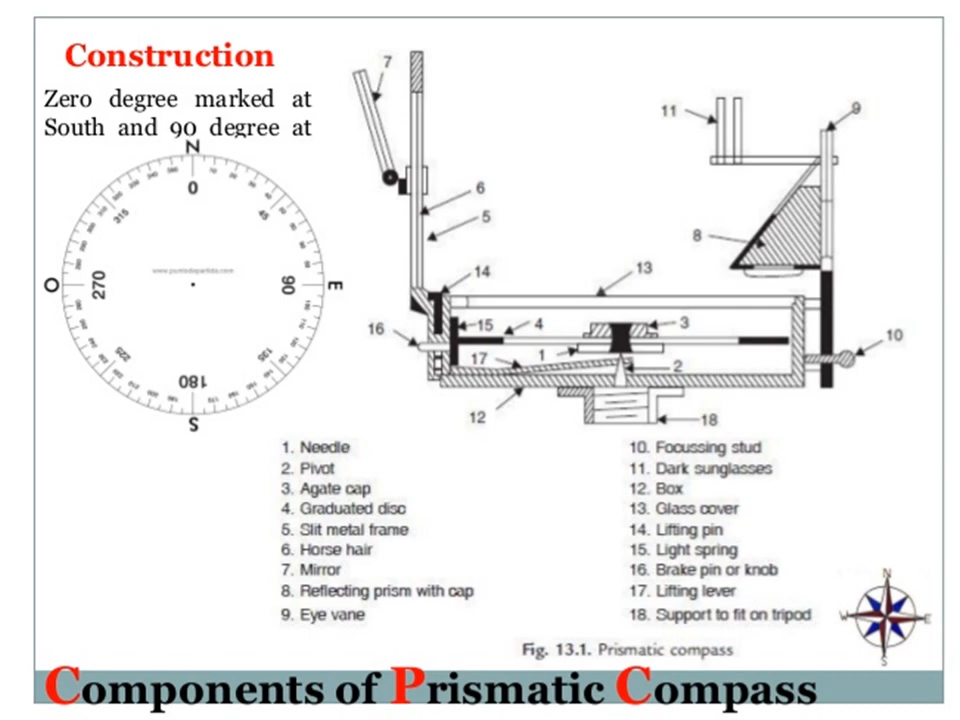 Construction
Zero degree marked at
South and 90 degree at
N
0
45
90
E
135
180
S
225
270
O
315
www.puntodepartida.com
7
6
5
14
13
16
15
4
3
1
17
2
12
18
11
9
8
10
1. Needle
2. Pivot
3. Agate cap
4. Graduated disc
5. Slit metal frame
6. Horse hair
7. Mirror
8. Reflecting prism with cap
9. Eye vane
10. Focussing stud
11. Dark sunglasses
12. Box
13. Glass cover
14. Lifting pin
15. Light spring
16. Brake pin or knob
17. Lifting lever
18. Support to fit on tripod
N
W
E
S
Fig. 13.1. Prismatic compass
Components of Prismatic Compass